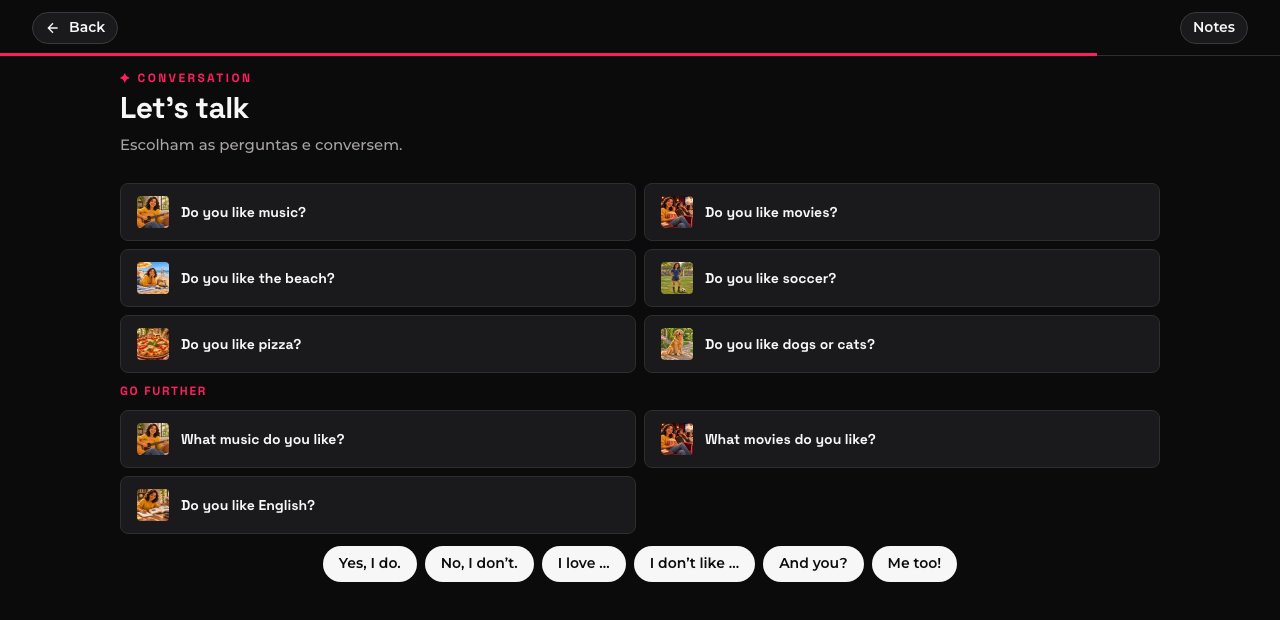 Back
Notes
CONVERSATION
Let's talk
Escolham as perguntas e conversem.
Do you like music?
Do you like movies?
Do you like the beach?
Do you like soccer?
Do you like pizza?
Do you like dogs or cats?
GO FURTHER
What music do you like?
What movies do you like?
Do you like English?
Yes, I do.
No, I don't.
I love ...
I don't like ...
And you?
Me too!